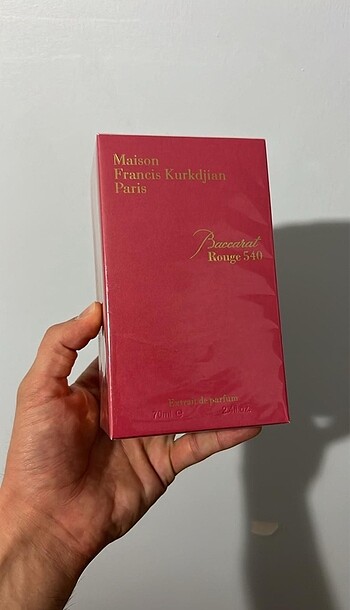 Maison
Francis Kurkdjian
Paris
Baccarat
Rouge 540
Extrait de parfum
70ml ℮ 2.4 fl.oz.